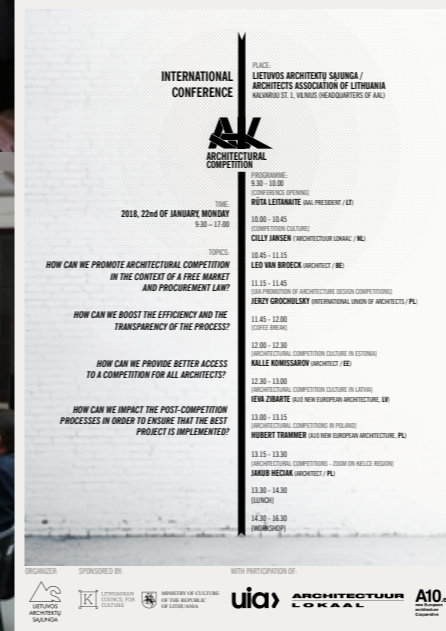 INTERNATIONAL
CONFERENCE
PLACE:
LIETUVOS ARCHITEKTŲ SĄJUNGA /
ARCHITECTS ASSOCIATION OF LITHUANIA
KALVARIJU ST. 1, VILNIUS (HEADQUARTERS OF AAL)
AK
ARCHITECTURAL
COMPETITION
TIME:
2018, 22nd OF JANUARY, MONDAY
9:30 – 17:00
TOPICS:
HOW CAN WE PROMOTE ARCHITECTURAL COMPETITION
IN THE CONTEXT OF A FREE MARKET
AND PROCUREMENT LAW?
HOW CAN WE BOOST THE EFFICIENCY AND THE
TRANSPARENCY OF THE PROCESS?
HOW CAN WE PROVIDE BETTER ACCESS
TO A COMPETITION FOR ALL ARCHITECTS?
HOW CAN WE IMPACT THE POST-COMPETITION
PROCESSES IN ORDER TO ENSURE THAT THE BEST
PROJECT IS IMPLEMENTED?
PROGRAMME:
9.30 - 10.00
(CONFERENCE OPENING)
RŪTA LEITANAITE (AAL PRESIDENT / LT)
10.00 - 10.45
(COMPETITION CULTURE)
CILLY JANSEN (ARCHITECTUUR LOKAAL / NL)
10.45 - 11.15
LEO VAN BROECK (ARCHITECT / BE)
11.15 - 11.45
(UIA PROMOTION OF ARCHITECTURE DESIGN COMPETITIONS)
JERZY GROCHULSKY (INTERNATIONAL UNION OF ARCHITECTS / PL)
11.45 - 12.00
(COFEE BREAK)
12.00 - 12.30
(ARCHITECTURAL COMPETITION CULTURE IN ESTONIA)
KALLE KOMISSAROV (ARCHITECT / EE)
12.30 - 13.00
(ARCHITECTURAL COMPETITION CULTURE IN LATVIA)
IEVA ZIBARTE (A10 NEW EUROPEAN ARCHITECTURE, LV)
13.00 - 13.15
(ARCHITECTURAL COMPETITIONS IN POLAND)
HUBERT TRAMMER (A10 NEW EUROPEAN ARCHITECTURE, PL)
13.15 - 13.30
(ARCHITECTURAL COMPETITIONS - ZOOM ON KIELCE REGION)
JAKUB HECIAK (ARCHITECT / PL)
13.30 - 14.30
(LUNCH)
14.30 - 16.30
(WORKSHOP)
ORGANIZER:
SPONSORED BY:
WITH PARTICIPATION OF:
LIETUVOS
ARCHITEKTŲ
SĄJUNGA
LITHUANIAN
COUNCIL FOR
CULTURE
MINISTRY OF CULTURE
OF THE REPUBLIC
OF LITHUANIA
uia
ARCHITECTUUR
LOKAAL
A10.
new European
architecture
Cooperative